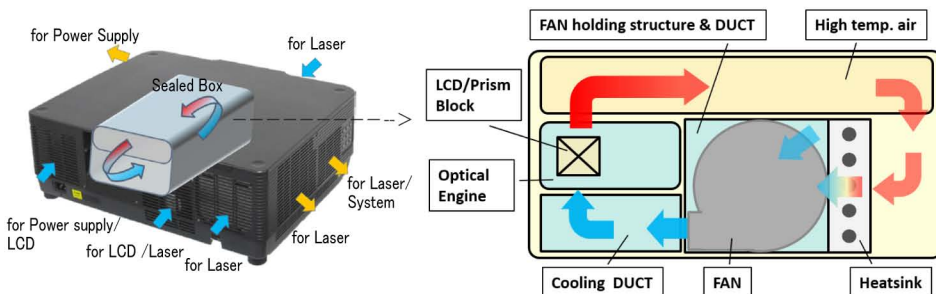 for Power Supply
for Laser
Sealed Box
for Power supply/
LCD
for LCD /Laser
for Laser
for Laser
for Laser/
System
FAN holding structure & DUCT
High temp. air
LCD/Prism
Block
Optical
Engine
Cooling DUCT
FAN
Heatsink